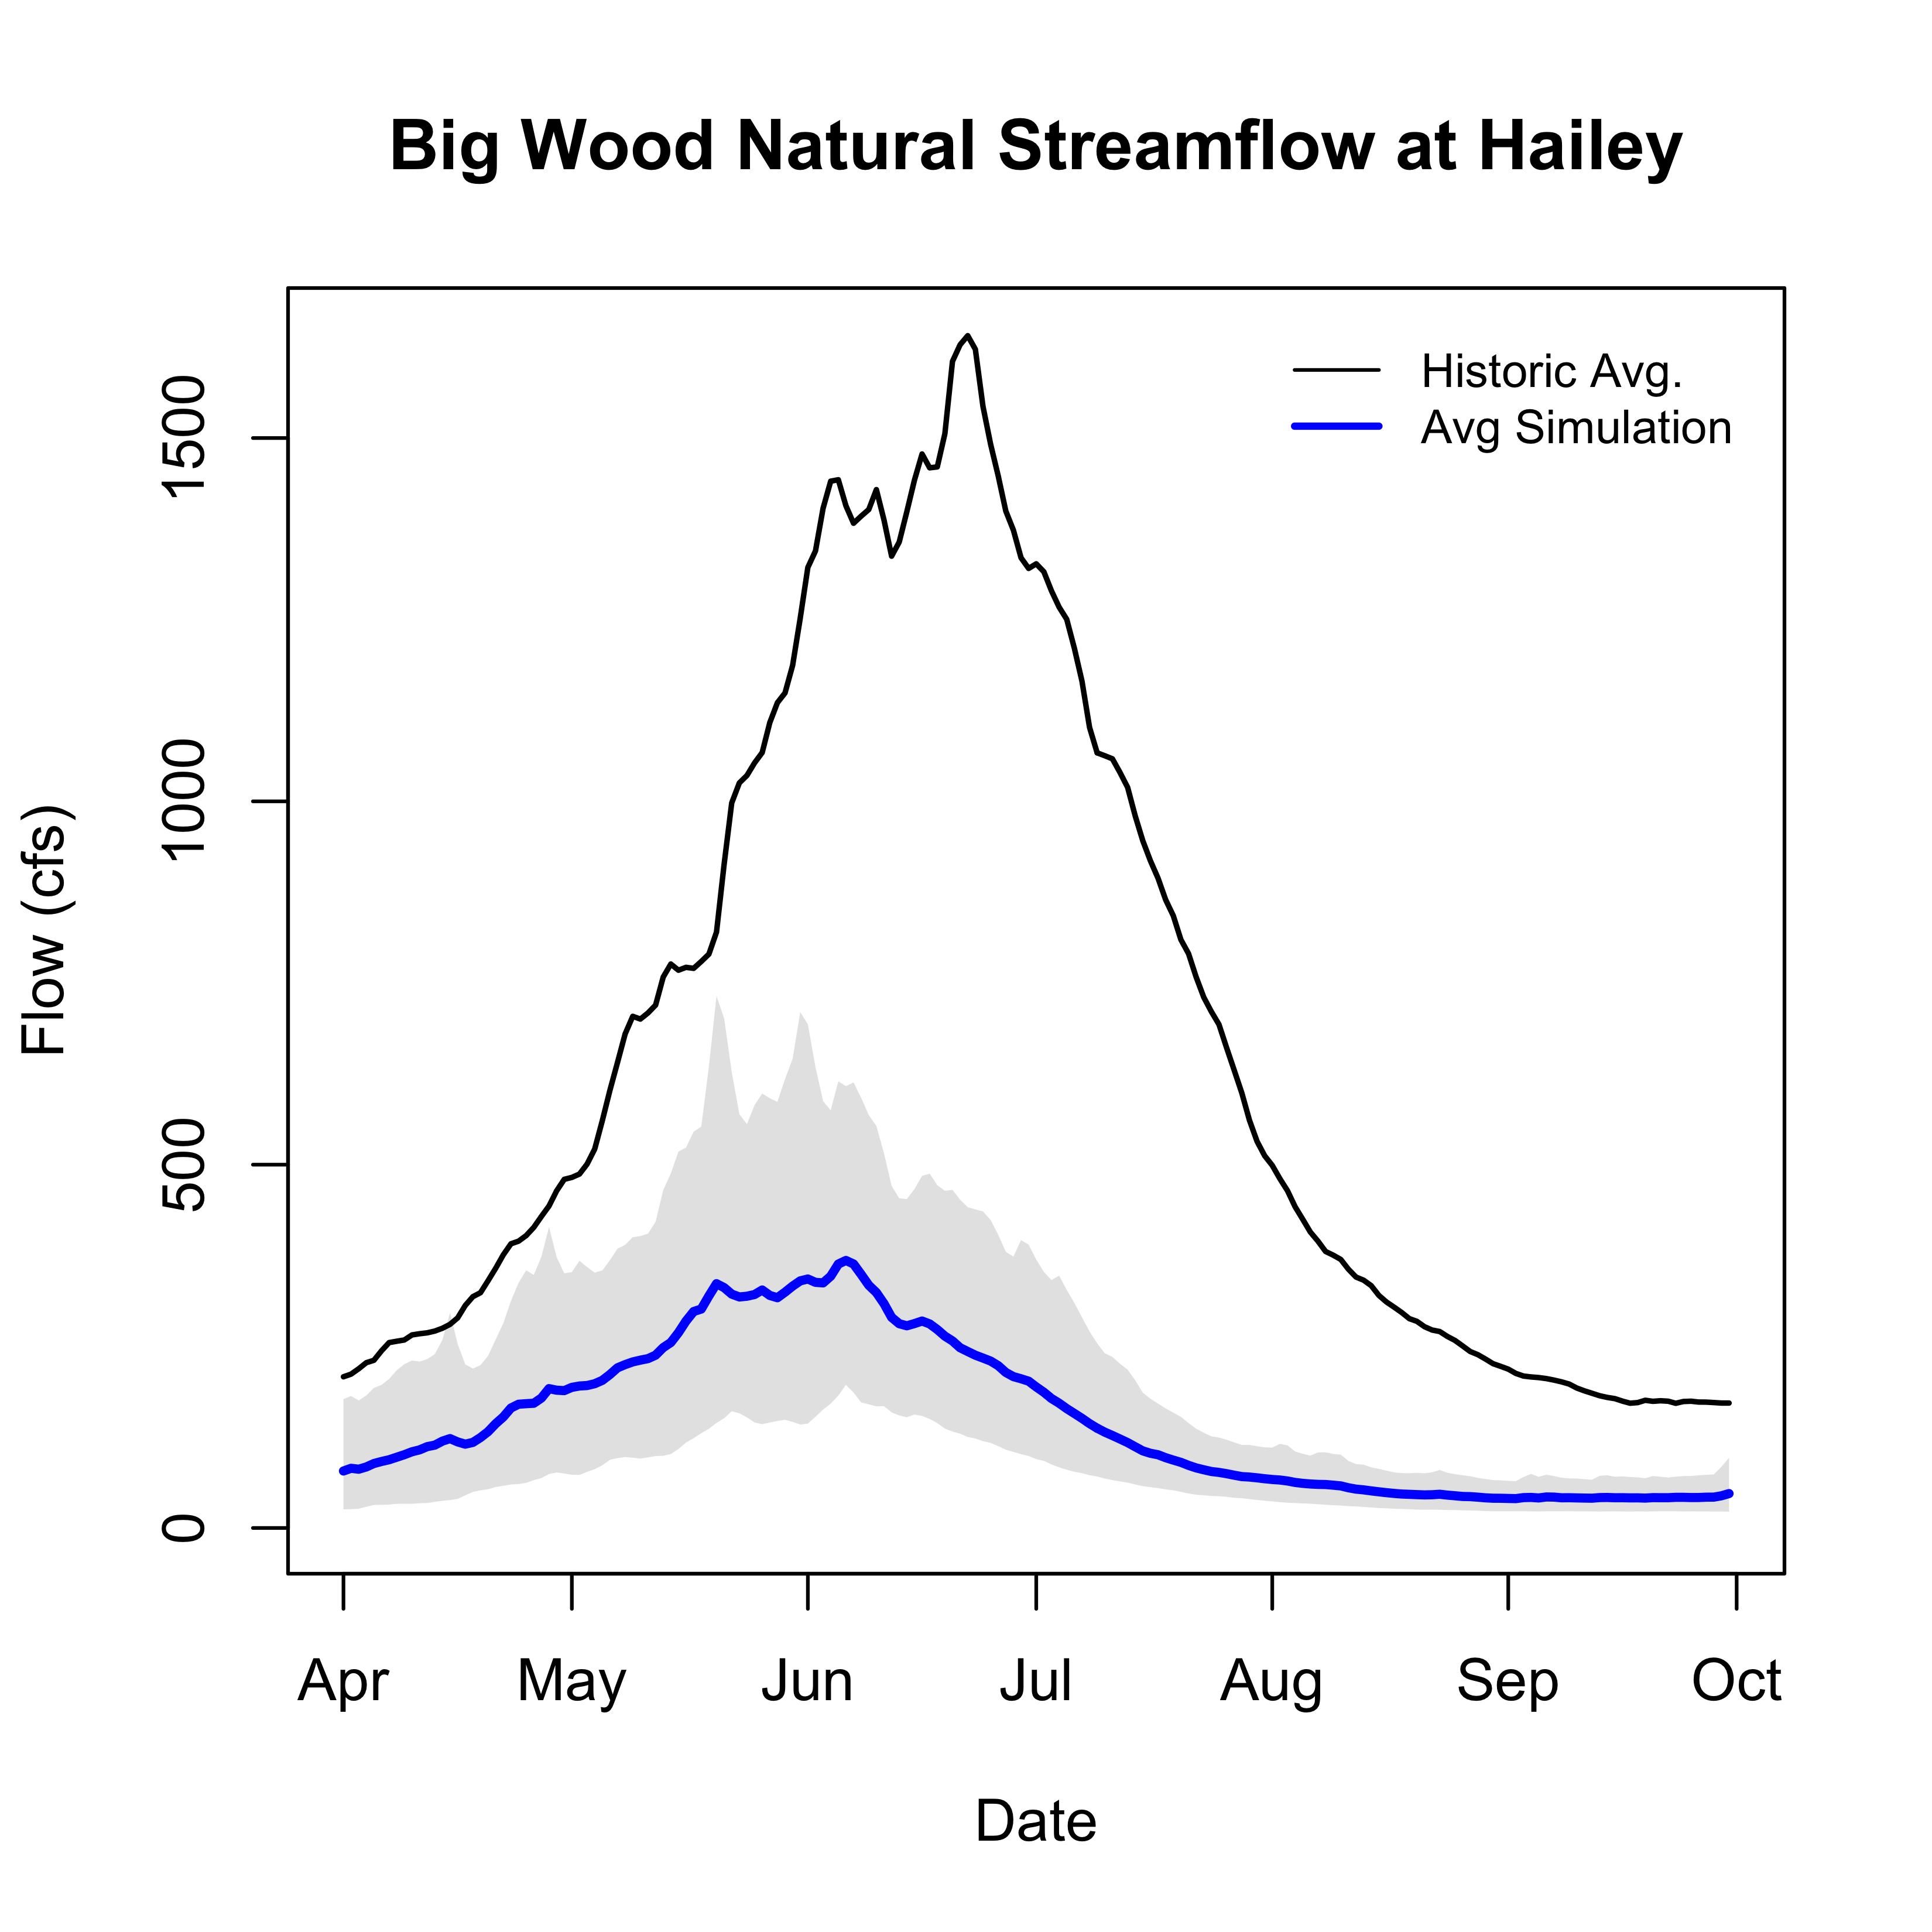 Big Wood Natural Streamflow at Hailey
Historic Avg.
Avg Simulation
Flow (cfs)
1500
1000
500
0
Apr May Jun Jul Aug Sep Oct
Date